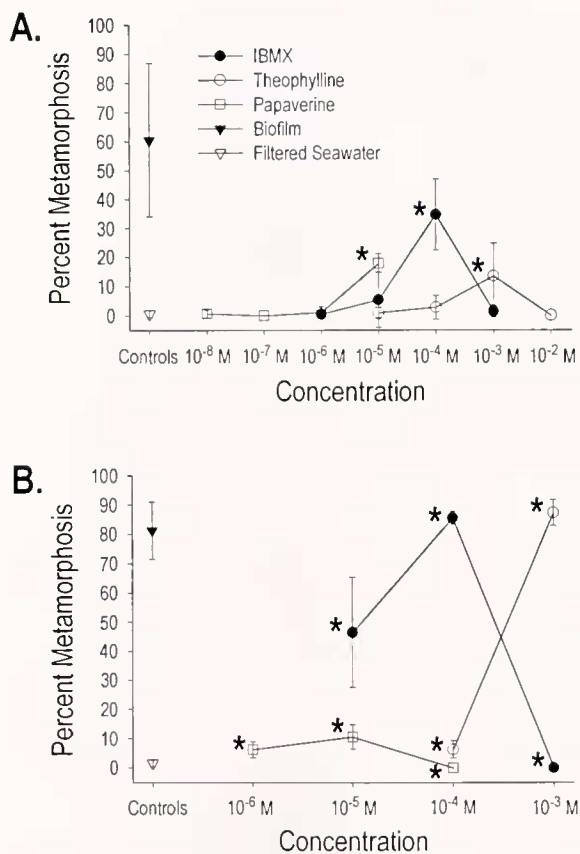 A.
100
90
80
70
60
50
40
30
20
10
0
Percent Metamorphosis
IBMX
Theophylline
Papaverine
Biofilm
Filtered Seawater
*
*
*
Controls 10⁻⁸ M 10⁻⁷ M 10⁻⁶ M 10⁻⁵ M 10⁻⁴ M 10⁻³ M 10⁻² M
Concentration
B.
100
90
80
70
60
50
40
30
20
10
0
Percent Metamorphosis
*
*
*
*
*
*
*
*
Controls 10⁻⁶ M 10⁻⁵ M 10⁻⁴ M 10⁻³ M
Concentration